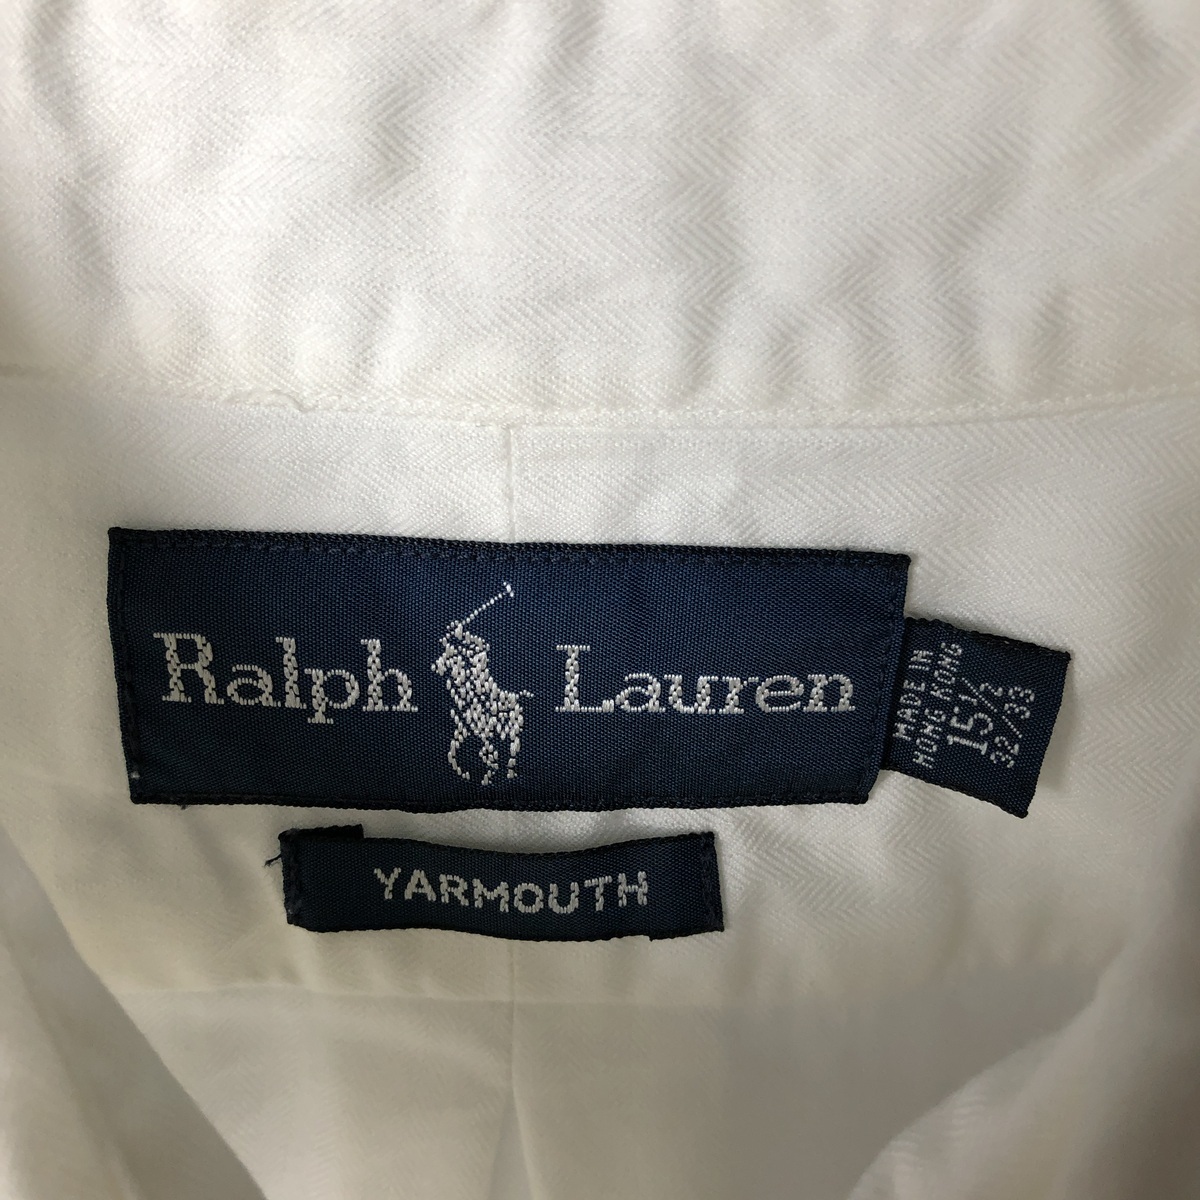 Ralph Lauren
MADE IN
HONG KONG
15½
32/33
YARMOUTH